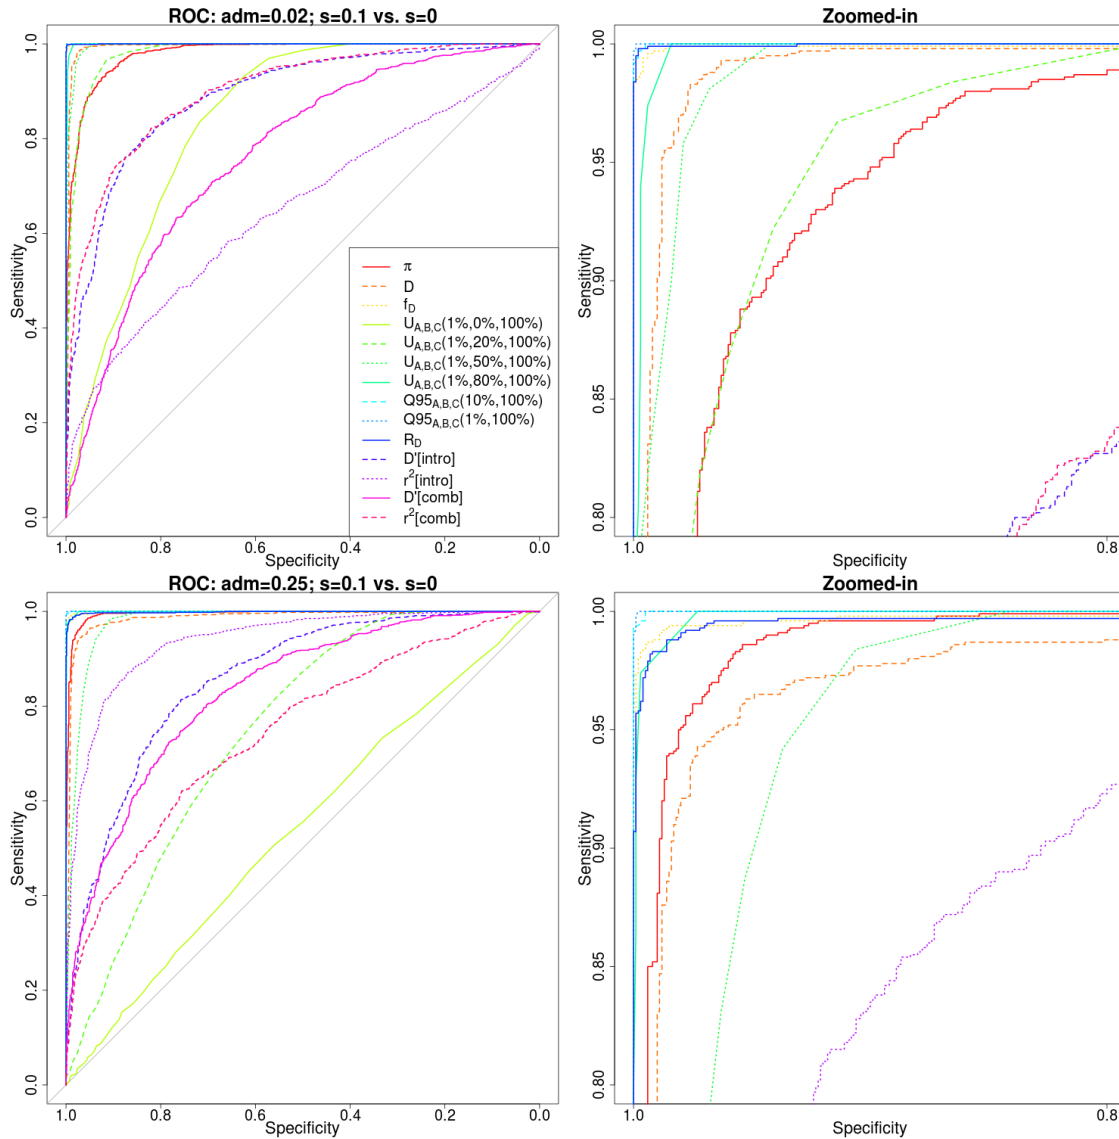 ROC: adm=0.02; s=0.1 vs. s=0
Sensitivity
0.0 0.2 0.4 0.6 0.8 1.0
1.0 0.8 0.6 0.4 0.2 0.0
Specificity
π
D
f_D
U_A,B,C(1%,0%,100%)
U_A,B,C(1%,20%,100%)
U_A,B,C(1%,50%,100%)
U_A,B,C(1%,80%,100%)
Q95_A,B,C(10%,100%)
Q95_A,B,C(1%,100%)
R_D
D'[intro]
r²[intro]
D'[comb]
r²[comb]
Zoomed-in
Sensitivity
0.80 0.85 0.90 0.95 1.00
1.0 0.8
Specificity
ROC: adm=0.25; s=0.1 vs. s=0
Sensitivity
0.0 0.2 0.4 0.6 0.8 1.0
1.0 0.8 0.6 0.4 0.2 0.0
Specificity
Zoomed-in
Sensitivity
0.80 0.85 0.90 0.95 1.00
1.0 0.8
Specificity